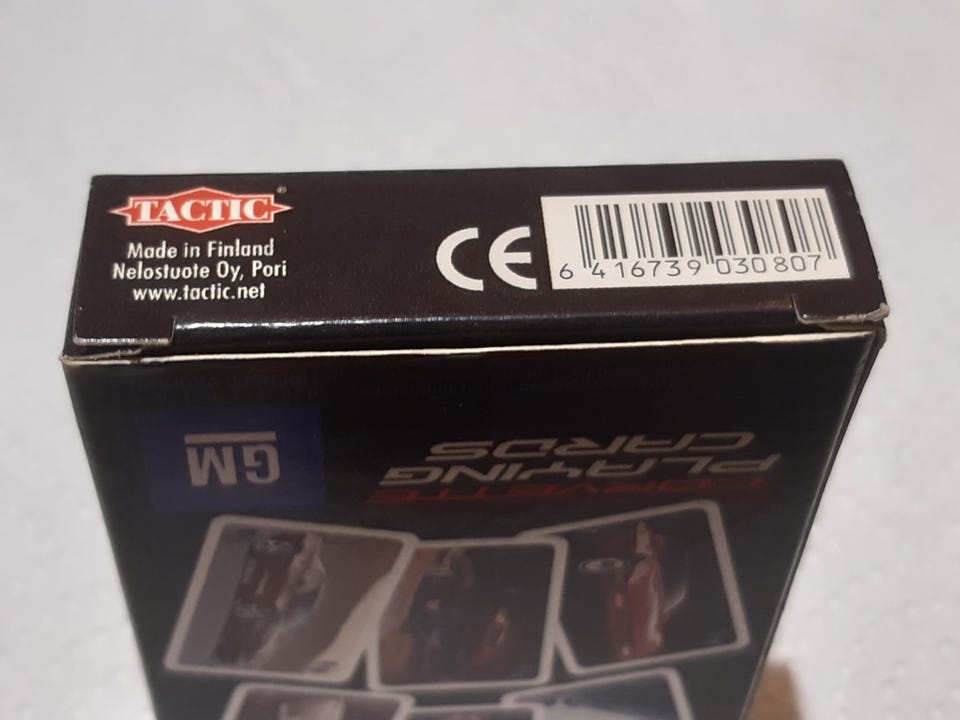 TACTIC®
Made in Finland
Nelostuote Oy, Pori
www.tactic.net
CE
6 416739 030807
GM
CORVETTE
PLAYING
CARDS